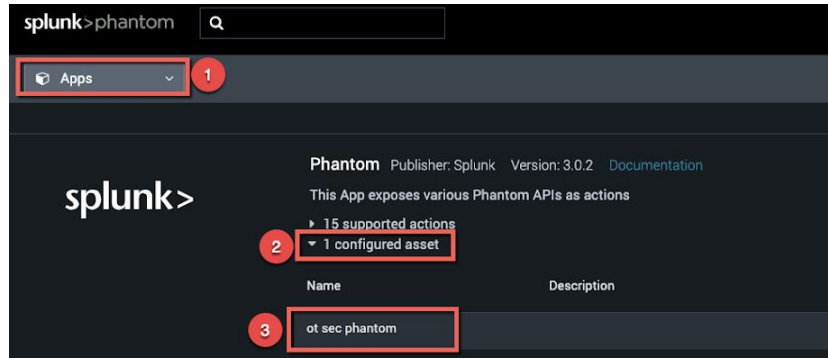 splunk>phantom
Apps
1
Phantom Publisher: Splunk Version: 3.0.2 Documentation
splunk>
This App exposes various Phantom APIs as actions
15 supported actions
2
1 configured asset
Name Description
3
ot sec phantom